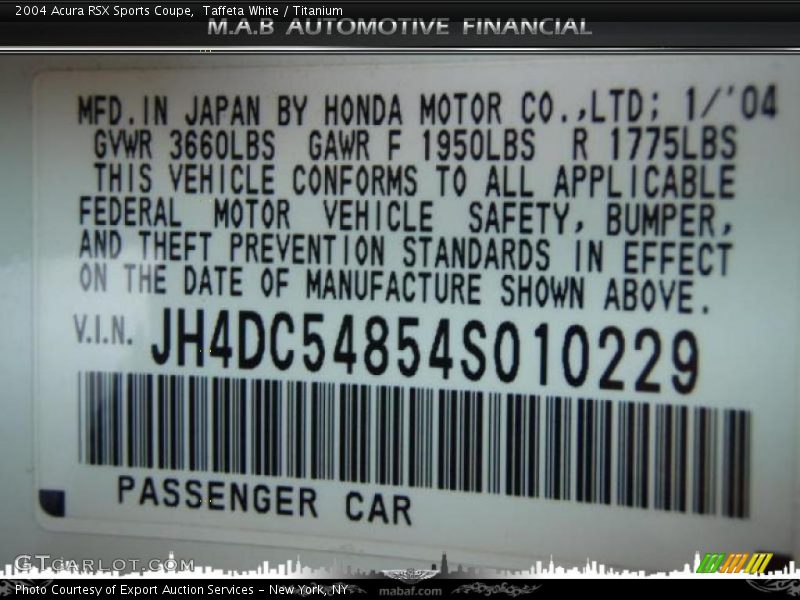 2004 Acura RSX Sports Coupe,  Taffeta White / Titanium
M.A.B AUTOMOTIVE FINANCIAL
MFD.IN JAPAN BY HONDA MOTOR CO.,LTD; 1/'04
GVWR 3660LBS GAWR F 1950LBS R 1775LBS
THIS VEHICLE CONFORMS TO ALL APPLICABLE
FEDERAL MOTOR VEHICLE SAFETY, BUMPER,
AND THEFT PREVENTION STANDARDS IN EFFECT
ON THE DATE OF MANUFACTURE SHOWN ABOVE.
V.I.N. JH4DC54854S010229
PASSENGER CAR
GTcarlot.com
Photo Courtesy of Export Auction Services - New York, NY
mabaf.com